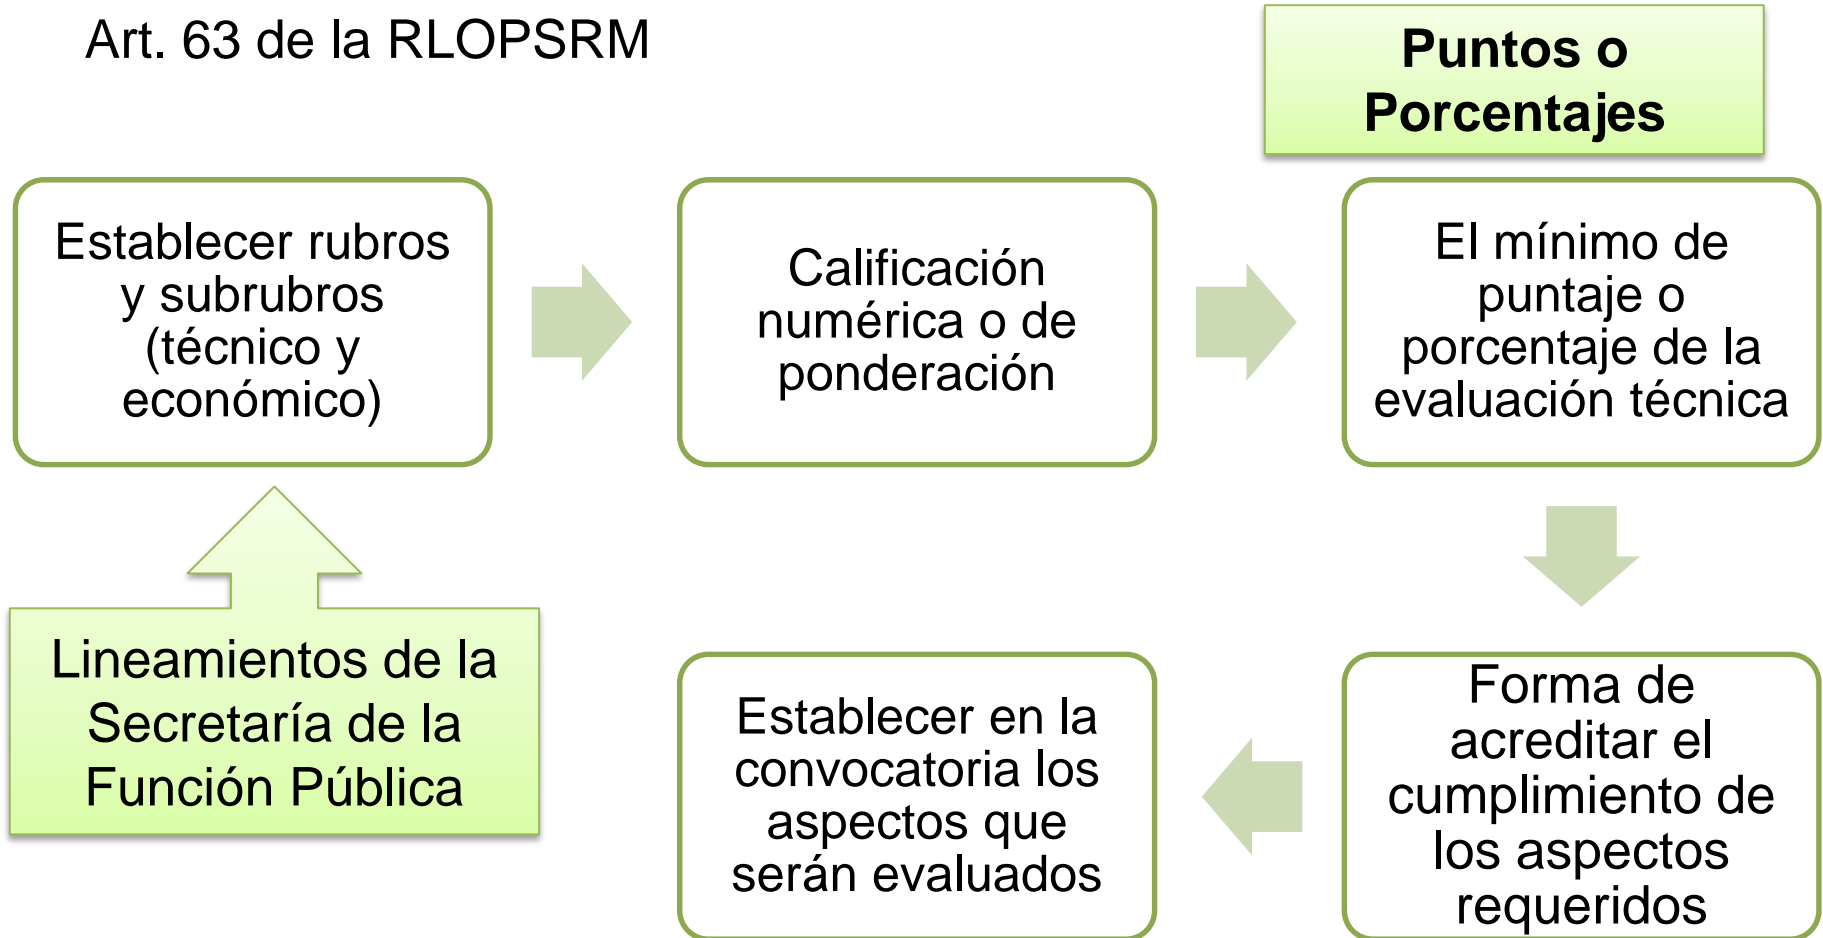 Art. 63 de la RLOPSRM
Puntos o
Porcentajes
Establecer rubros
y subrubros
(técnico y
económico)
Calificación
numérica o de
ponderación
El mínimo de
puntaje o
porcentaje de la
evaluación técnica
Lineamientos de la
Secretaría de la
Función Pública
Establecer en la
convocatoria los
aspectos que
serán evaluados
Forma de
acreditar el
cumplimiento de
los aspectos
requeridos